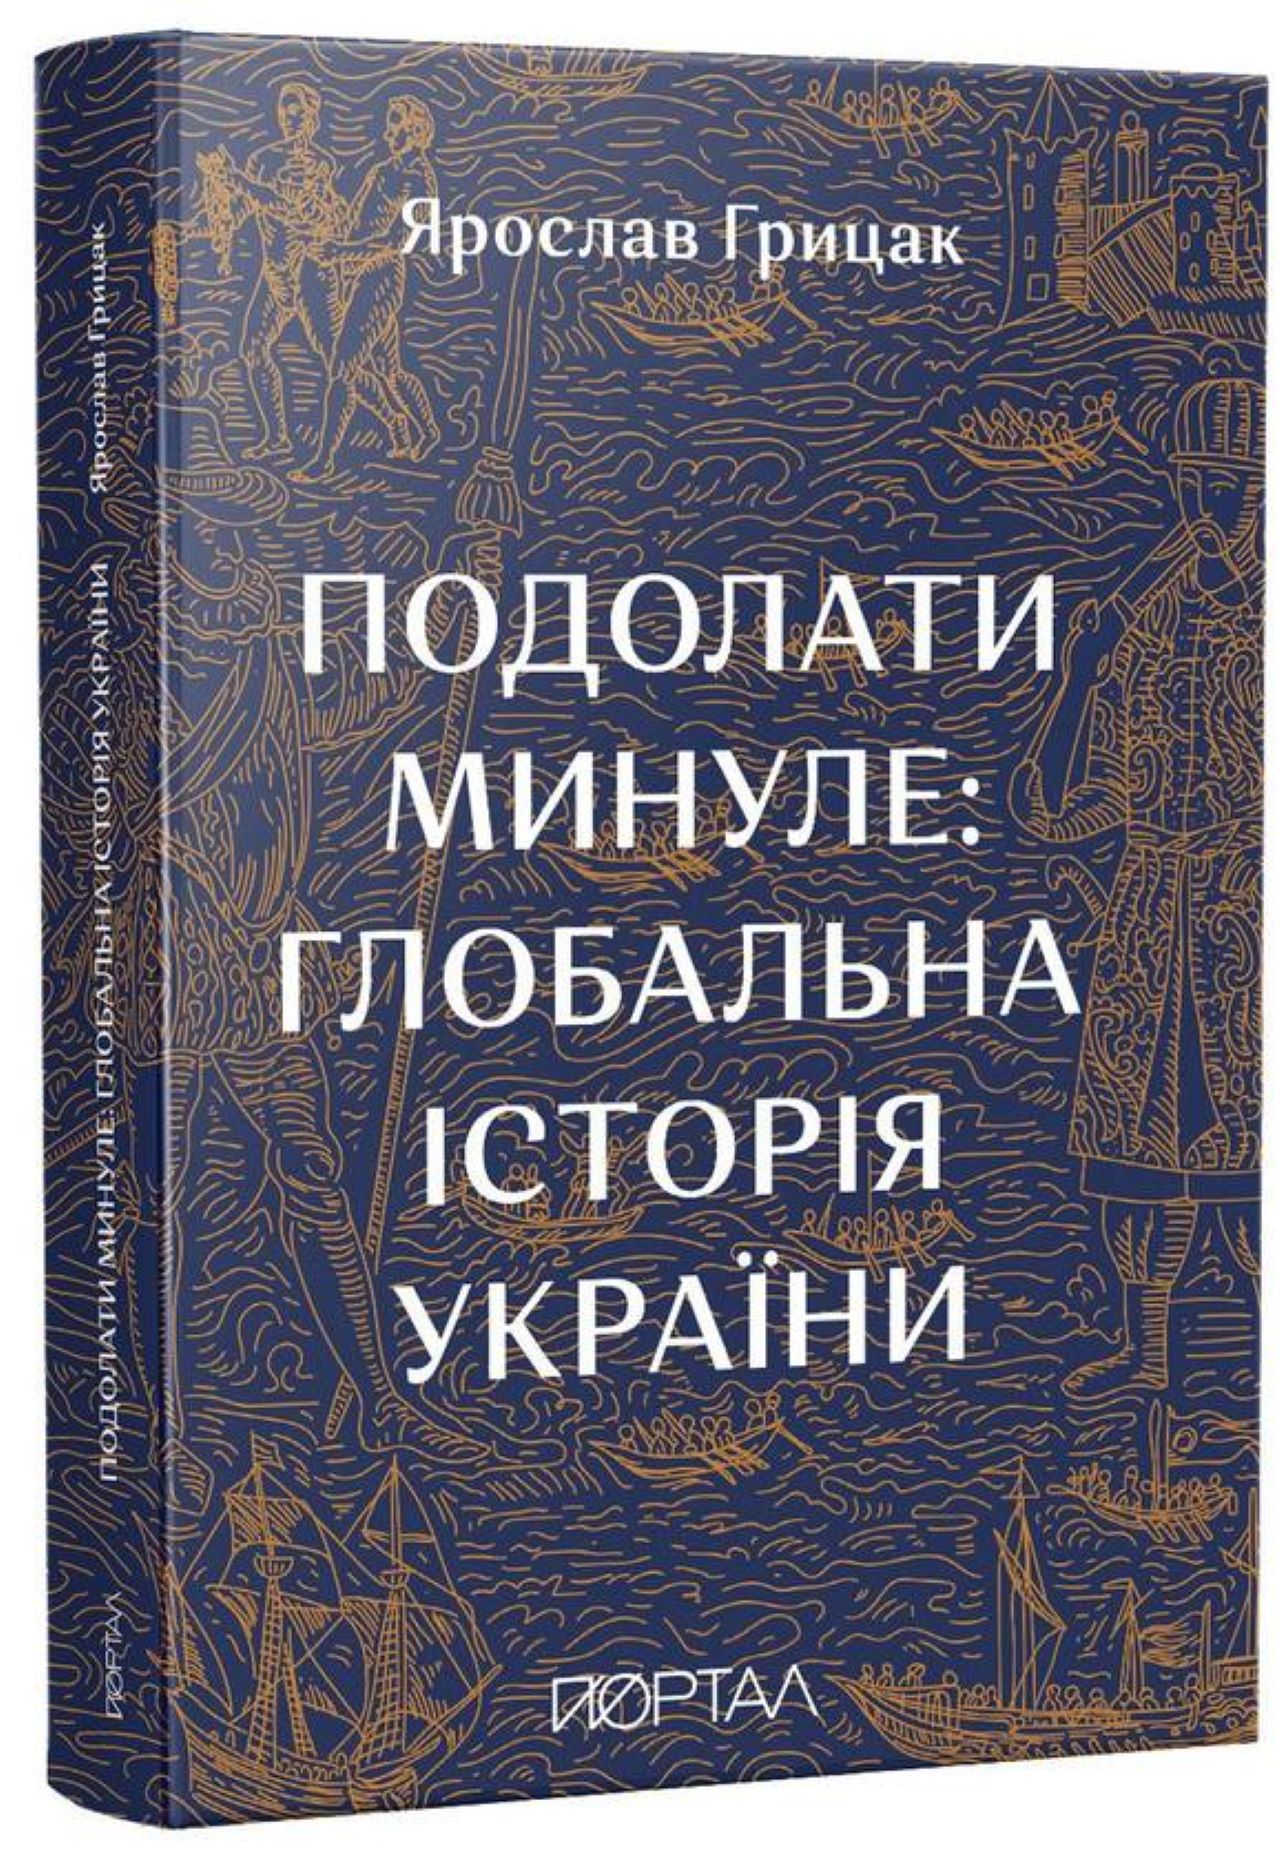 Ярослав Грицак
ПОДОЛАТИ
МИНУЛЕ:
ГЛОБАЛЬНА
ІСТОРІЯ
УКРАЇНИ
ПОРТАЛ
ПОДОЛАТИ МИНУЛЕ: ГЛОБАЛЬНА ІСТОРІЯ УКРАЇНИ Ярослав Грицак
ПОРТАЛ